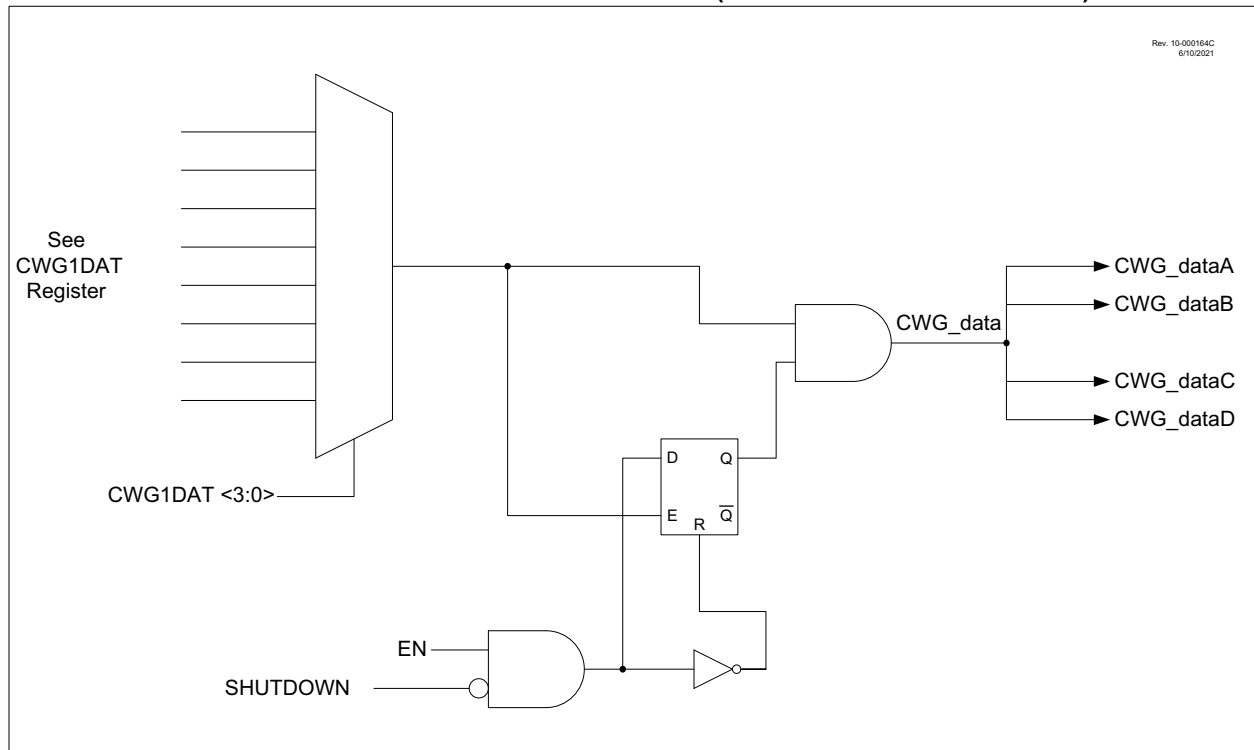 Rev. 10-000164C
6/10/2021
See
CWG1DAT
Register
CWG1DAT <3:0>
CWG_data
CWG_dataA
CWG_dataB
CWG_dataC
CWG_dataD
D
Q
E
R
Q̅
EN
SHUTDOWN